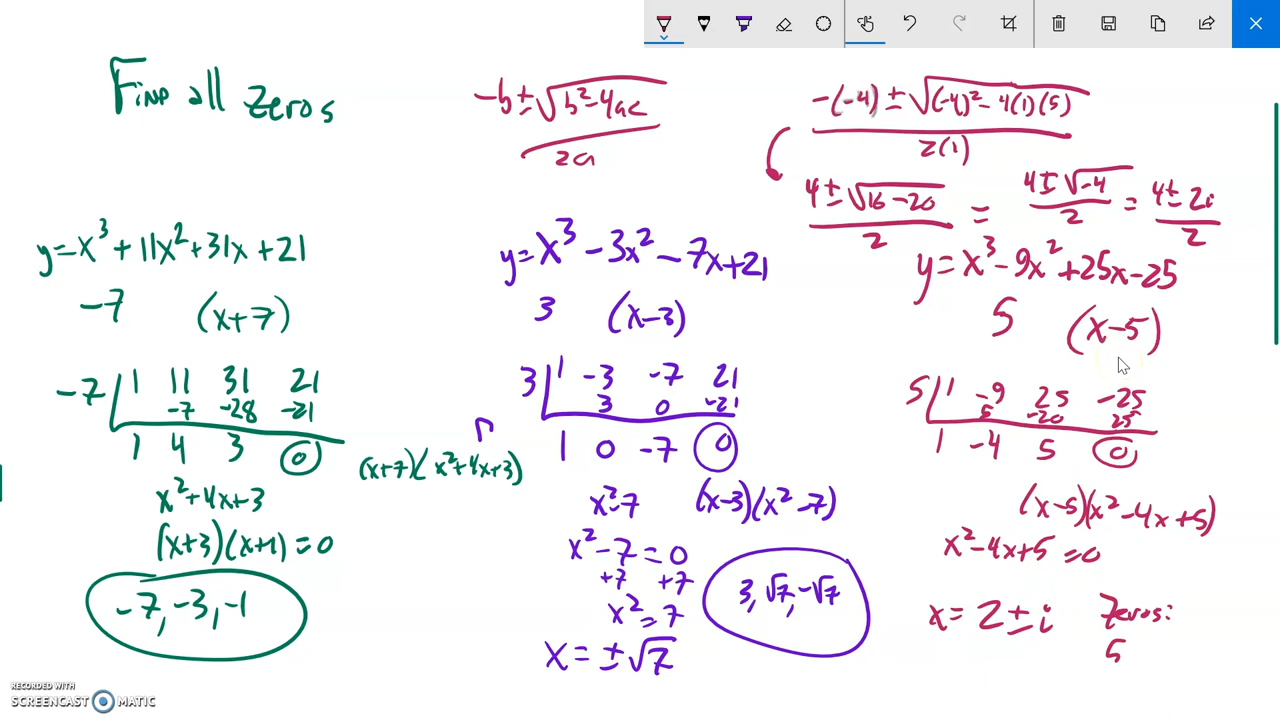 Find all zeros
y=x³+11x²+31x+21
-7 (x+7)
-7 | 1 11 31 21
-7 -28 -21
1 4 3 0
(x+7)(x²+4x+3)
x²+4x+3
(x+3)(x+1)=0
-7, -3, -1
-b±√b²-4ac
2a
y=x³-3x²-7x+21
3 (x-3)
3 | 1 -3 -7 21
3 0 -21
1 0 -7 0
x²-7 (x-3)(x²-7)
x²-7=0
+7 +7
x²=7
x=±√7
3, √7, -√7
-(-4)±√(-4)²-4(1)(5)
2(1)
4±√16-20 = 4±√-4 = 4±2i
2 2 2
y=x³-9x²+25x-25
5 (x-5)
5 | 1 -9 25 -25
5 -20 25
1 -4 5 0
(x-5)(x²-4x+5)
x²-4x+5=0
x=2±i
Zeros:
5
RECORDED WITH
SCREENCAST MATIC